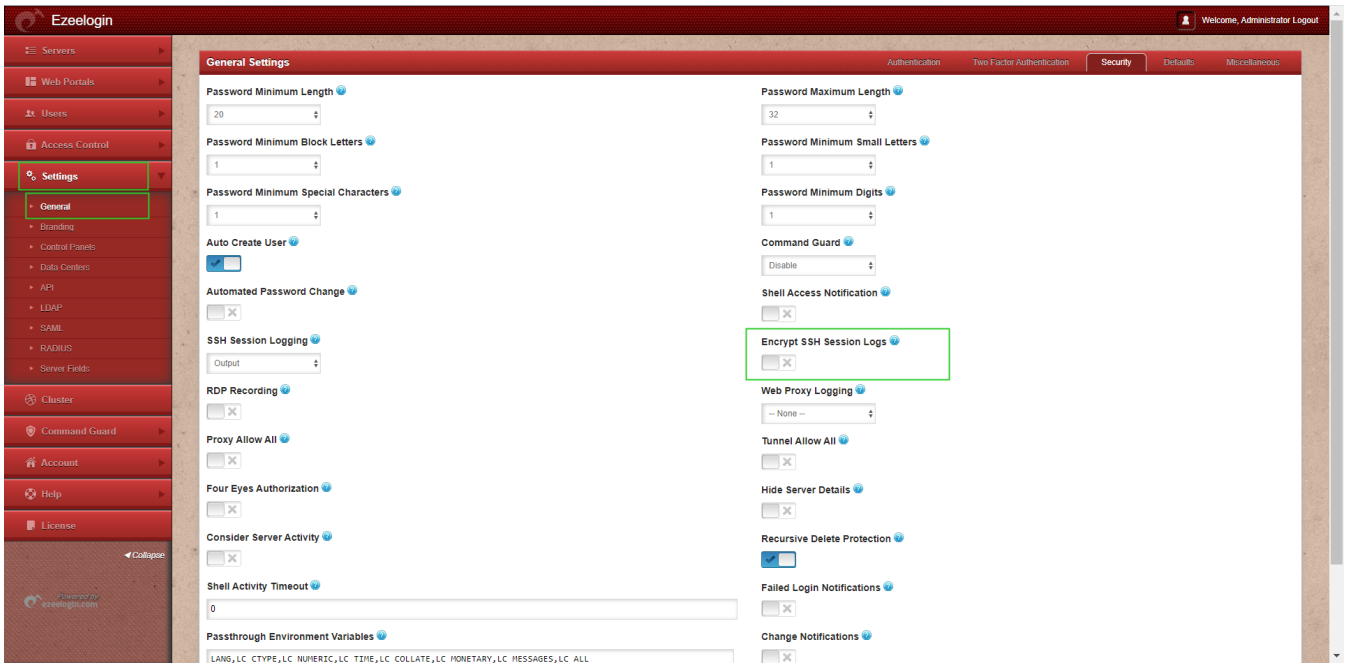 Ezeelogin
Welcome, Administrator Logout
Servers
Web Portals
Users
Access Control
Settings
General
Branding
Control Panels
Data Centers
API
LDAP
SAML
RADIUS
Server Fields
Cluster
Command Guard
Account
Help
License
Collapse
Powered by
ezeelogin.com
General Settings
Authentication
Two Factor Authentication
Security
Defaults
Miscellaneous
Password Minimum Length
Password Maximum Length
20
32
Password Minimum Block Letters
Password Minimum Small Letters
1
1
Password Minimum Special Characters
Password Minimum Digits
1
1
Auto Create User
Command Guard
Disable
Automated Password Change
Shell Access Notification
SSH Session Logging
Encrypt SSH Session Logs
Output
RDP Recording
Web Proxy Logging
-- None --
Proxy Allow All
Tunnel Allow All
Four Eyes Authorization
Hide Server Details
Consider Server Activity
Recursive Delete Protection
Shell Activity Timeout
Failed Login Notifications
0
Passthrough Environment Variables
Change Notifications
LANG,LC_CTYPE,LC_NUMERIC,LC_TIME,LC_COLLATE,LC_MONETARY,LC_MESSAGES,LC_ALL